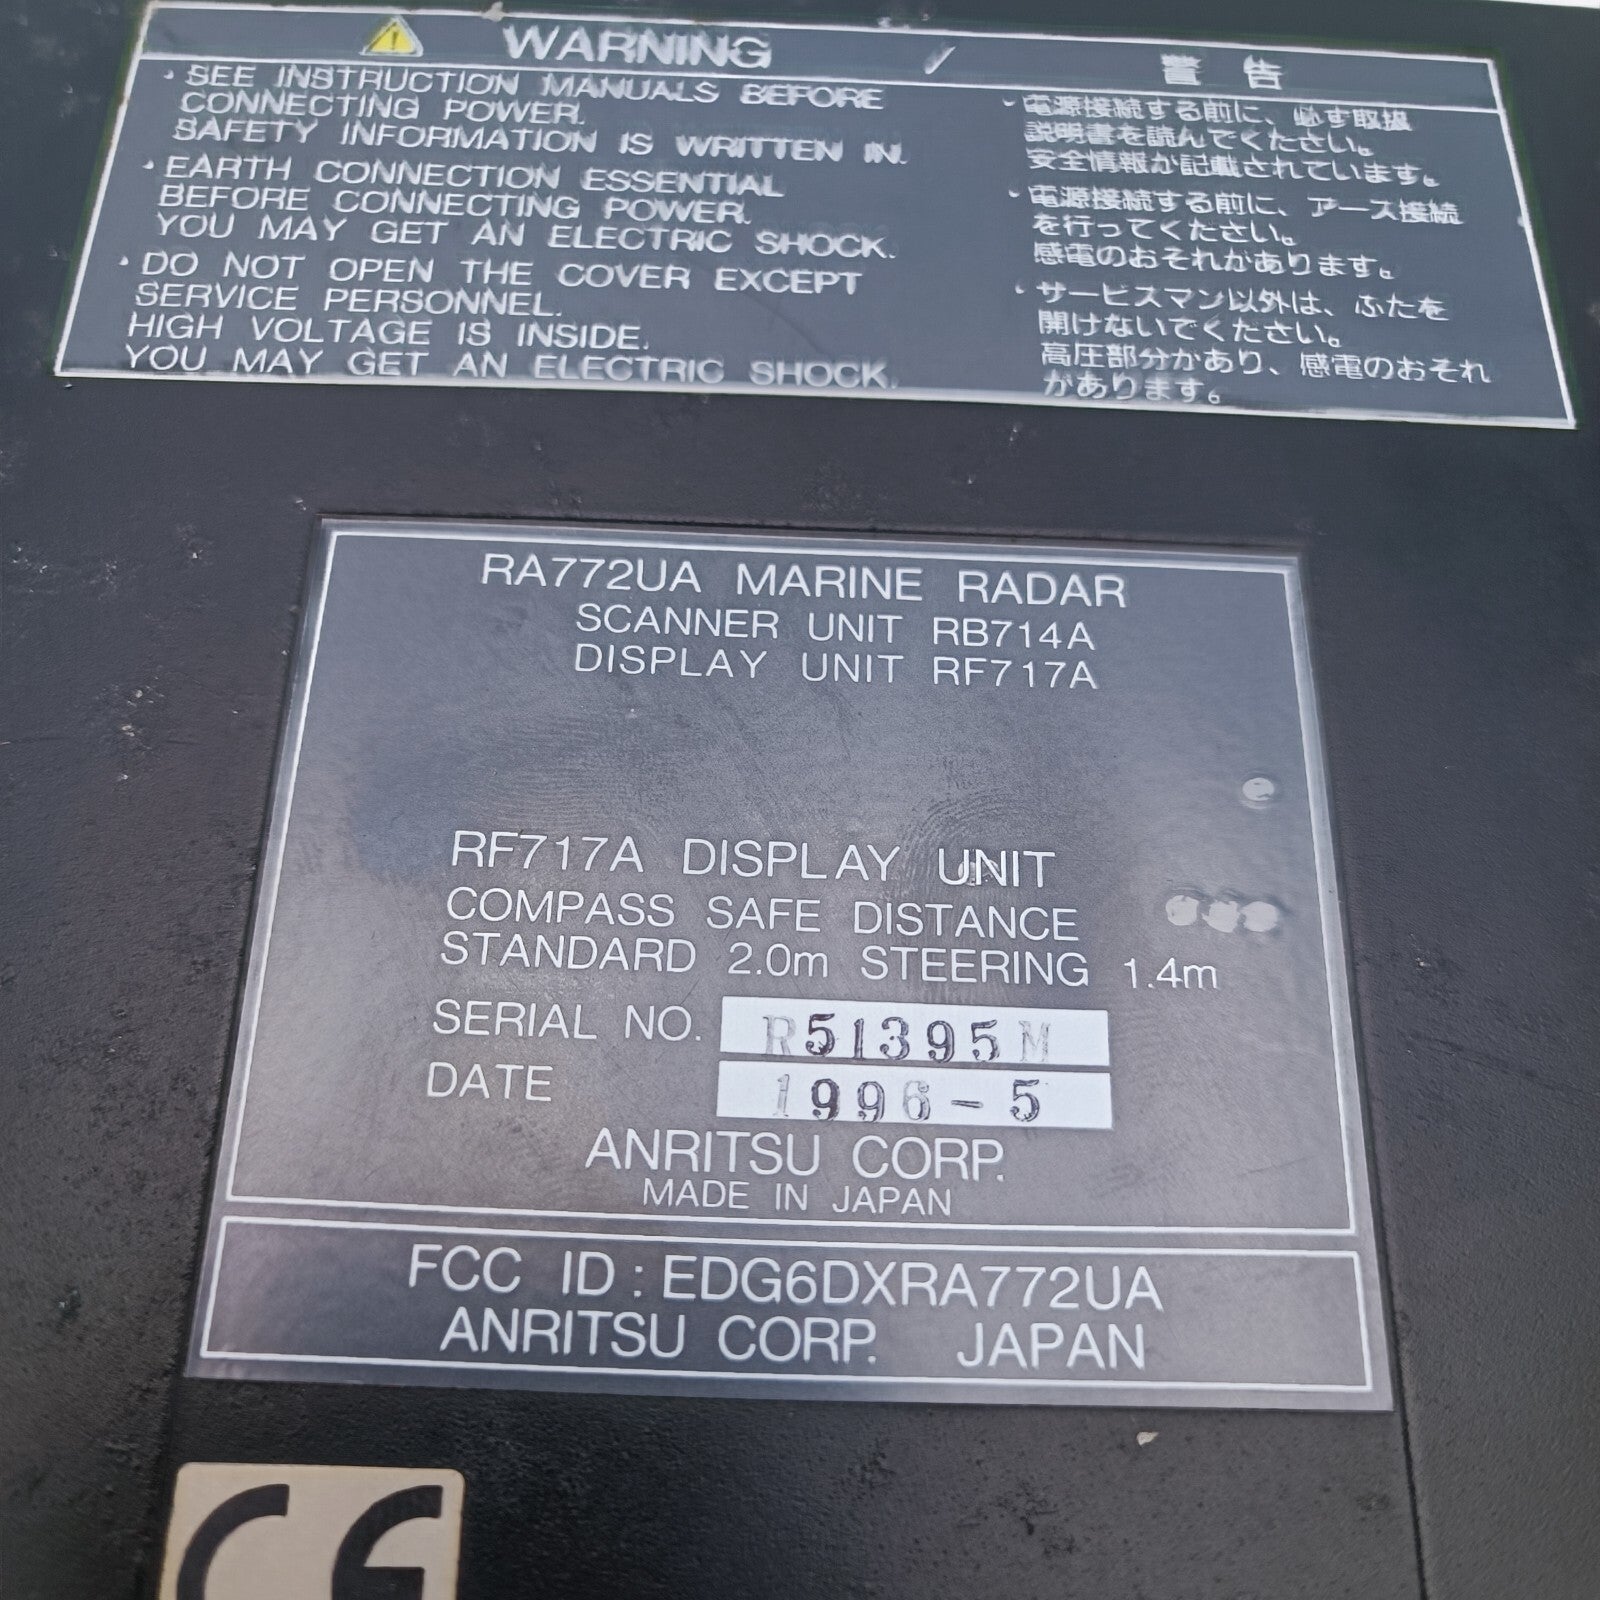 WARNING / 警告
・SEE INSTRUCTION MANUALS BEFORE
CONNECTING POWER.
SAFETY INFORMATION IS WRITTEN IN.
・EARTH CONNECTION ESSENTIAL
BEFORE CONNECTING POWER.
YOU MAY GET AN ELECTRIC SHOCK.
・DO NOT OPEN THE COVER EXCEPT
SERVICE PERSONNEL.
HIGH VOLTAGE IS INSIDE.
YOU MAY GET AN ELECTRIC SHOCK.
・電源接続する前に、必ず取扱
説明書を読んでください。
安全情報が記載されています。
・電源接続する前に、アース接続
を行ってください。
感電のおそれがあります。
・サービスマン以外は、ふたを
開けないでください。
高圧部分があり、感電のおそれ
があります。
RA772UA MARINE RADAR
SCANNER UNIT RB714A
DISPLAY UNIT RF717A
RF717A DISPLAY UNIT
COMPASS SAFE DISTANCE
STANDARD 2.0m STEERING 1.4m
SERIAL NO. R51395M
DATE 1996-5
ANRITSU CORP.
MADE IN JAPAN
FCC ID : EDG6DXRA772UA
ANRITSU CORP. JAPAN
CE